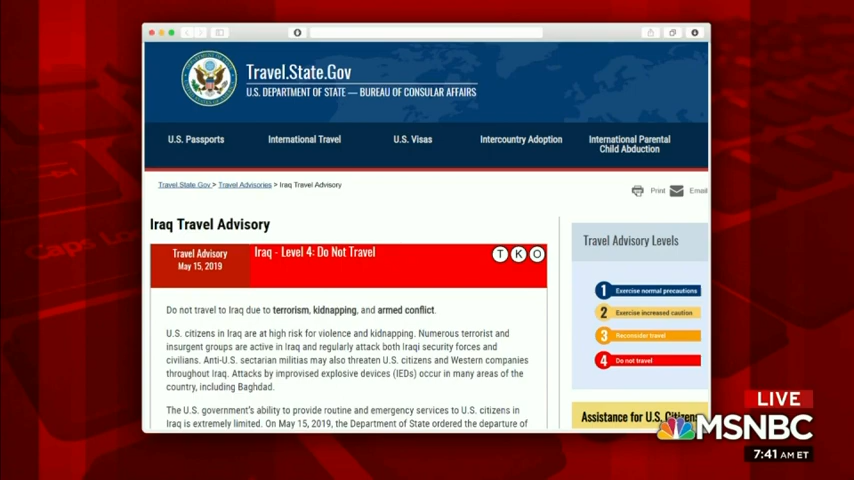 Travel.State.Gov
U.S. DEPARTMENT OF STATE — BUREAU OF CONSULAR AFFAIRS
U.S. Passports
International Travel
U.S. Visas
Intercountry Adoption
International Parental
Child Abduction
Travel.State.Gov > Travel Advisories > Iraq Travel Advisory
Print
Email
Iraq Travel Advisory
Travel Advisory
May 15, 2019
Iraq - Level 4: Do Not Travel
T K O
Do not travel to Iraq due to terrorism, kidnapping, and armed conflict.
U.S. citizens in Iraq are at high risk for violence and kidnapping. Numerous terrorist and
insurgent groups are active in Iraq and regularly attack both Iraqi security forces and
civilians. Anti-U.S. sectarian militias may also threaten U.S. citizens and Western companies
throughout Iraq. Attacks by improvised explosive devices (IEDs) occur in many areas of the
country, including Baghdad.
The U.S. government's ability to provide routine and emergency services to U.S. citizens in
Iraq is extremely limited. On May 15, 2019, the Department of State ordered the departure of
Travel Advisory Levels
1 Exercise normal precautions
2 Exercise increased caution
3 Reconsider travel
4 Do not travel
Assistance for U.S. Citizens
Caps Lo
LIVE
MSNBC
7:41 AM ET